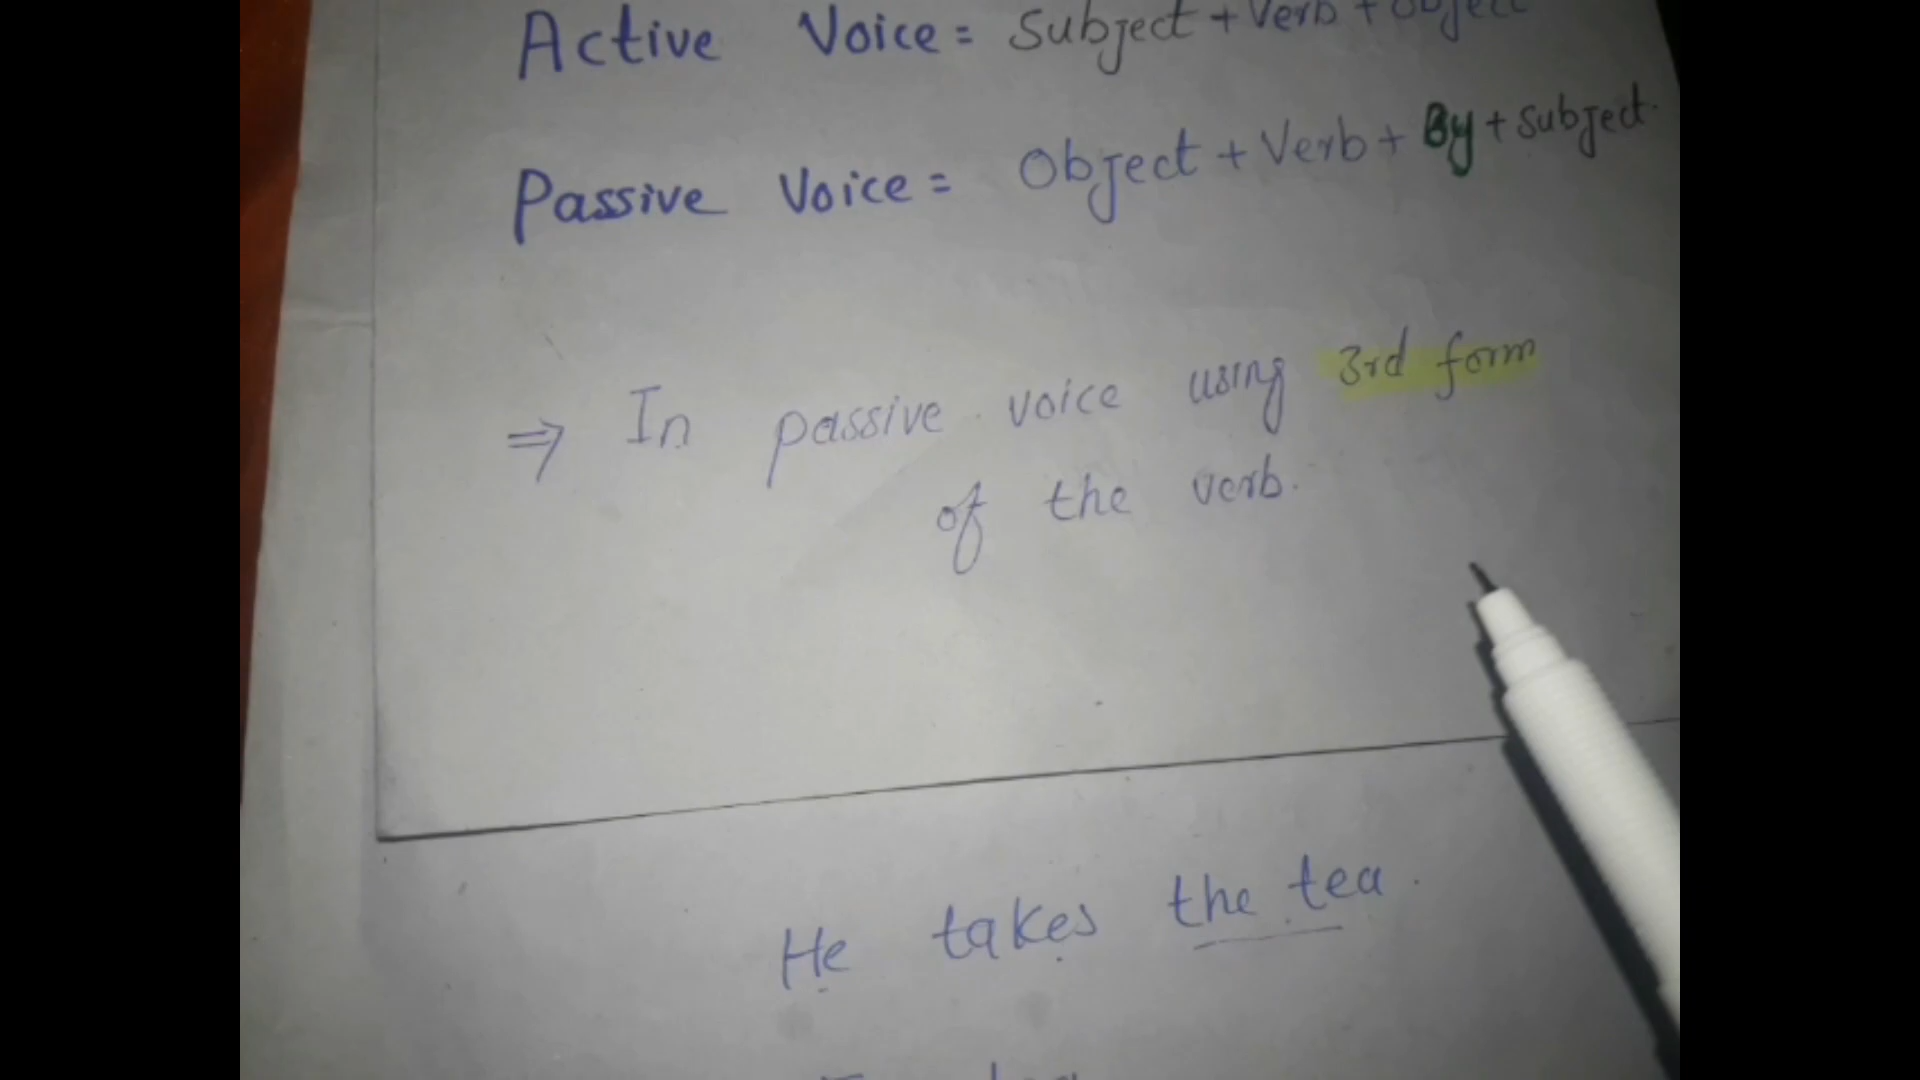 Active Voice = Subject + Verb + Object
Passive Voice = Object + Verb + By + Subject.
⇒ In passive voice using 3rd form
of the verb.
He takes the tea.